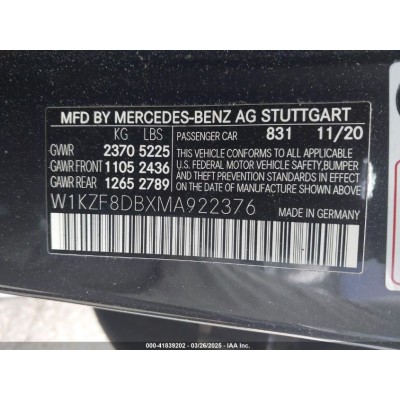 MFD BY MERCEDES-BENZ AG STUTTGART
KG LBS PASSENGER CAR 831 11/20
GVWR 2370 5225
GAWR FRONT 1105 2436
GAWR REAR 1265 2789
THIS VEHICLE CONFORMS TO ALL APPLICABLE
U.S. FEDERAL MOTOR VEHICLE SAFETY, BUMPER
AND THEFT PREVENTION STANDARDS IN EFFECT
ON THE DATE OF MANUFACTURE SHOWN ABOVE
W1KZF8DBXMA922376
MADE IN GERMANY
000-41839202 - 03/26/2025 - IAA Inc.